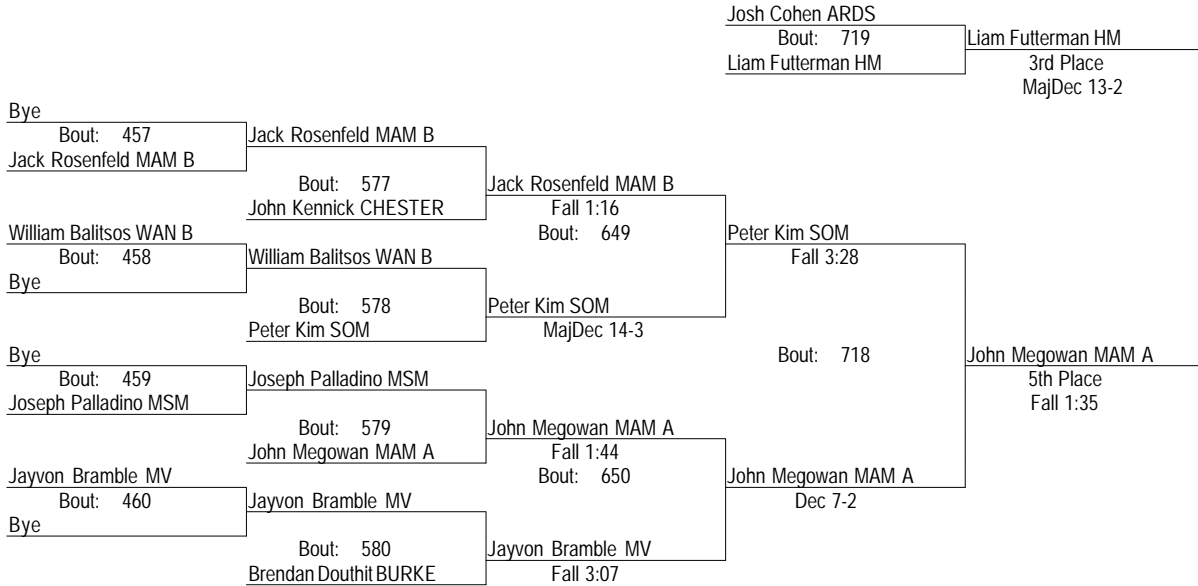 Josh Cohen ARDS
Bout: 719
Liam Futterman HM
Liam Futterman HM
3rd Place
MajDec 13-2
Bye
Bout: 457
Jack Rosenfeld MAM B
Jack Rosenfeld MAM B
Bout: 577
John Kennick CHESTER
Jack Rosenfeld MAM B
Fall 1:16
Bout: 649
William Balitsos WAN B
Bout: 458
Bye
William Balitsos WAN B
Bout: 578
Peter Kim SOM
Peter Kim SOM
MajDec 14-3
Peter Kim SOM
Fall 3:28
Bye
Bout: 459
Joseph Palladino MSM
Joseph Palladino MSM
Bout: 579
John Megowan MAM A
John Megowan MAM A
Fall 1:44
Bout: 650
Jayvon Bramble MV
Bout: 460
Bye
Jayvon Bramble MV
Bout: 580
Brendan Douthit BURKE
Jayvon Bramble MV
Fall 3:07
John Megowan MAM A
Dec 7-2
Bout: 718
John Megowan MAM A
5th Place
Fall 1:35